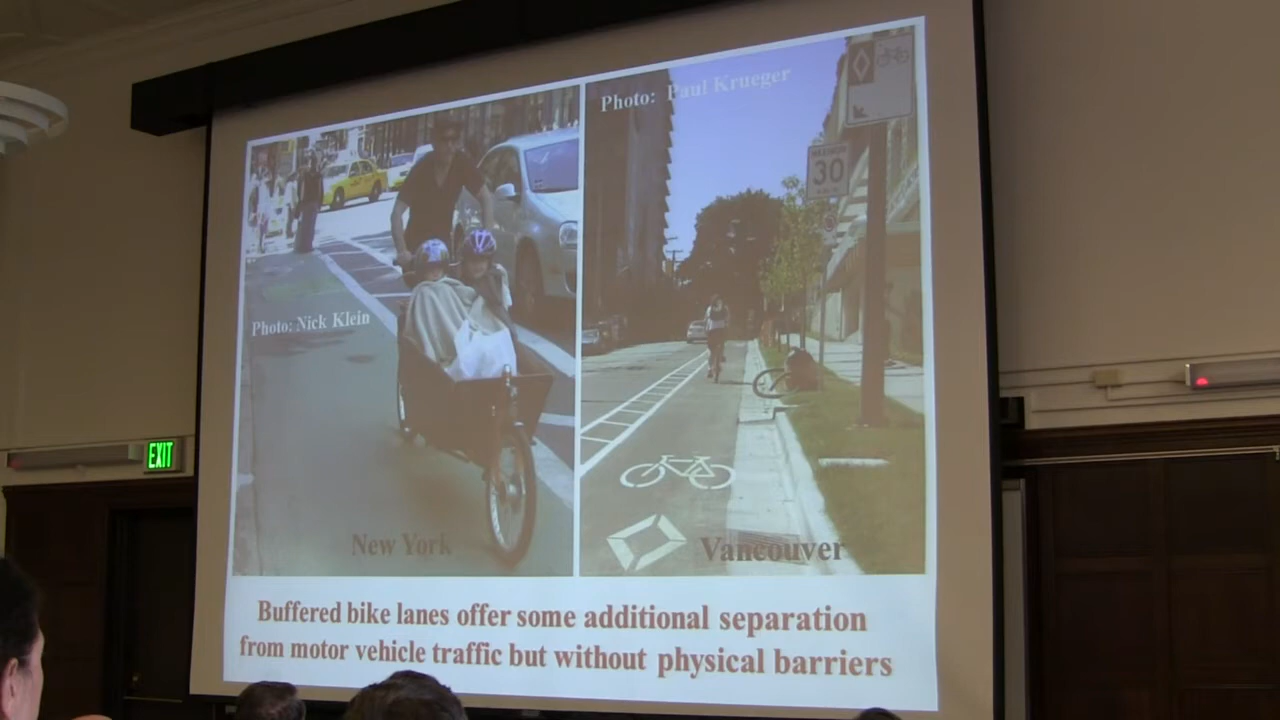 Photo: Paul Krueger
MAXIMUM
30
Photo: Nick Klein
EXIT
New York
Vancouver
Buffered bike lanes offer some additional separation
from motor vehicle traffic but without physical barriers